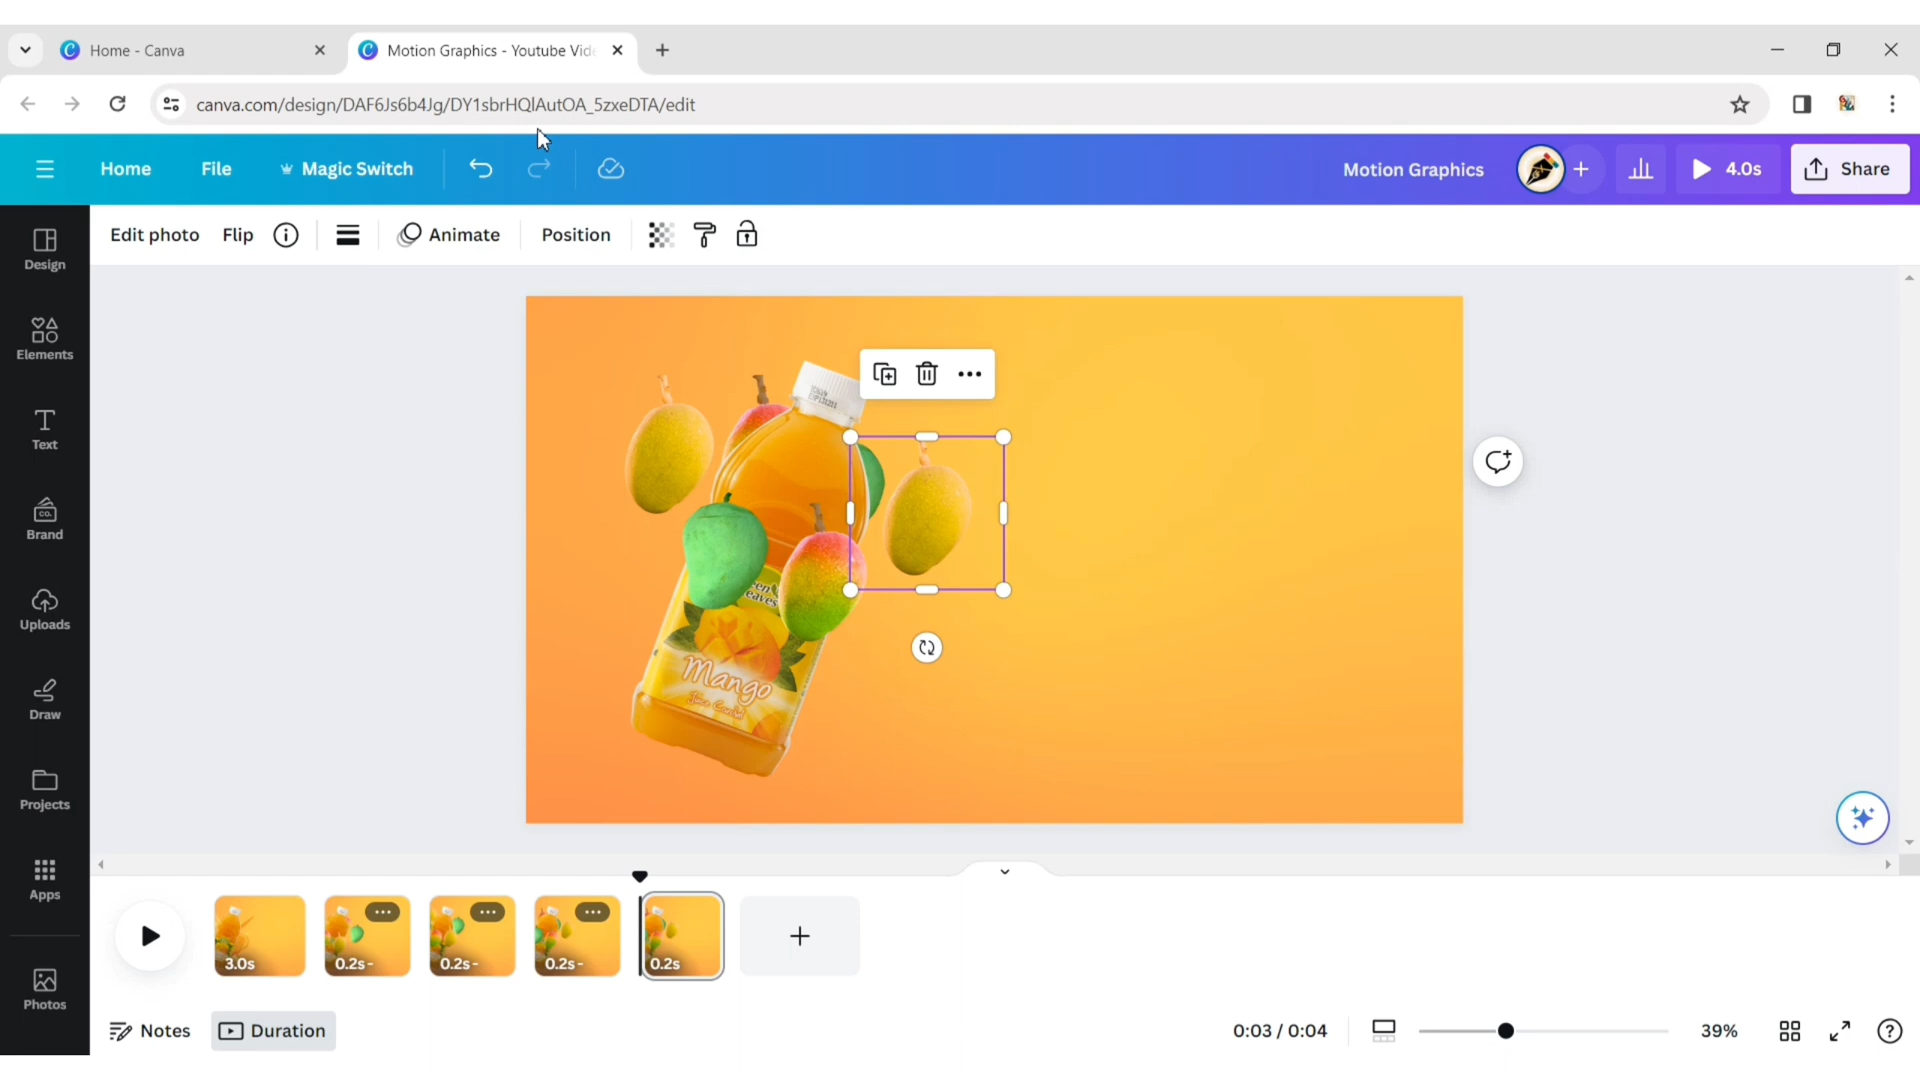 Home - Canva
Motion Graphics - Youtube Vide
canva.com/design/DAF6Js6b4Jg/DY1sbrHQlAutOA_5zxeDTA/edit
Home
File
Magic Switch
Motion Graphics
4.0s
Share
Edit photo
Flip
Animate
Position
Design
Elements
Text
Brand
Uploads
Draw
Projects
Apps
Photos
Mango
3.0s
0.2s-
0.2s-
0.2s-
0.2s
Notes
Duration
0:03 / 0:04
39%